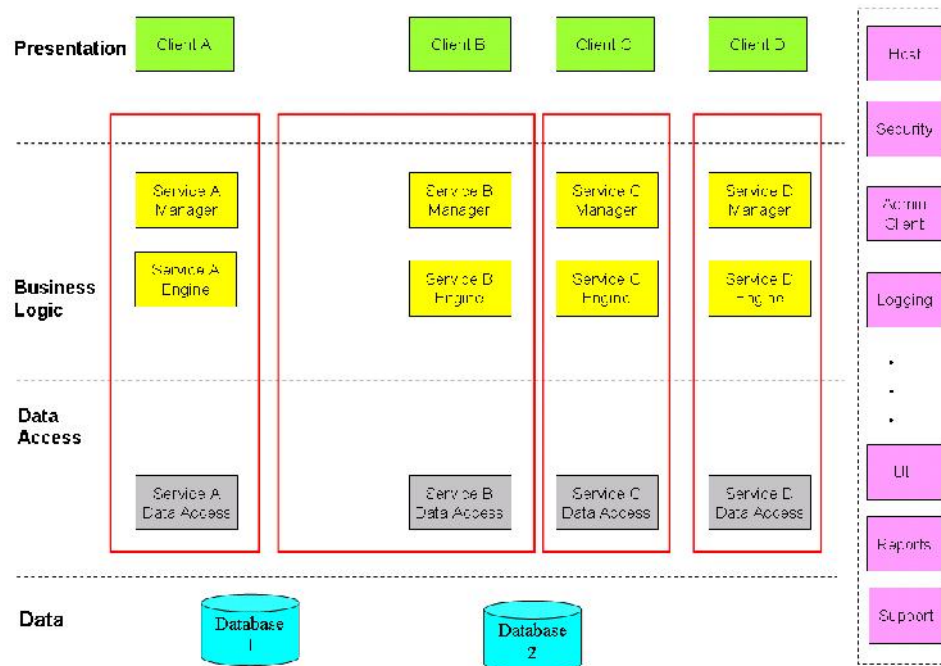 Presentation
Client A
Client B
Client C
Client D
Service A
Manager
Service B
Manager
Service C
Manager
Service D
Manager
Business
Logic
Service A
Engine
Service B
Engine
Service C
Engine
Service D
Engine
Data
Access
Service A
Data Access
Service B
Data Access
Service C
Data Access
Service D
Data Access
Data
Database
1
Database
2
Host
Security
Admin
Client
Logging
.
.
.
UI
Reports
Support